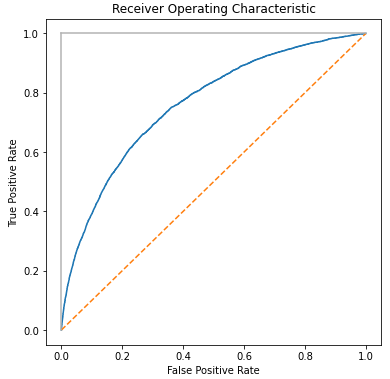 Receiver Operating Characteristic
True Positive Rate
1.0
0.8
0.6
0.4
0.2
0.0
0.0 0.2 0.4 0.6 0.8 1.0
False Positive Rate